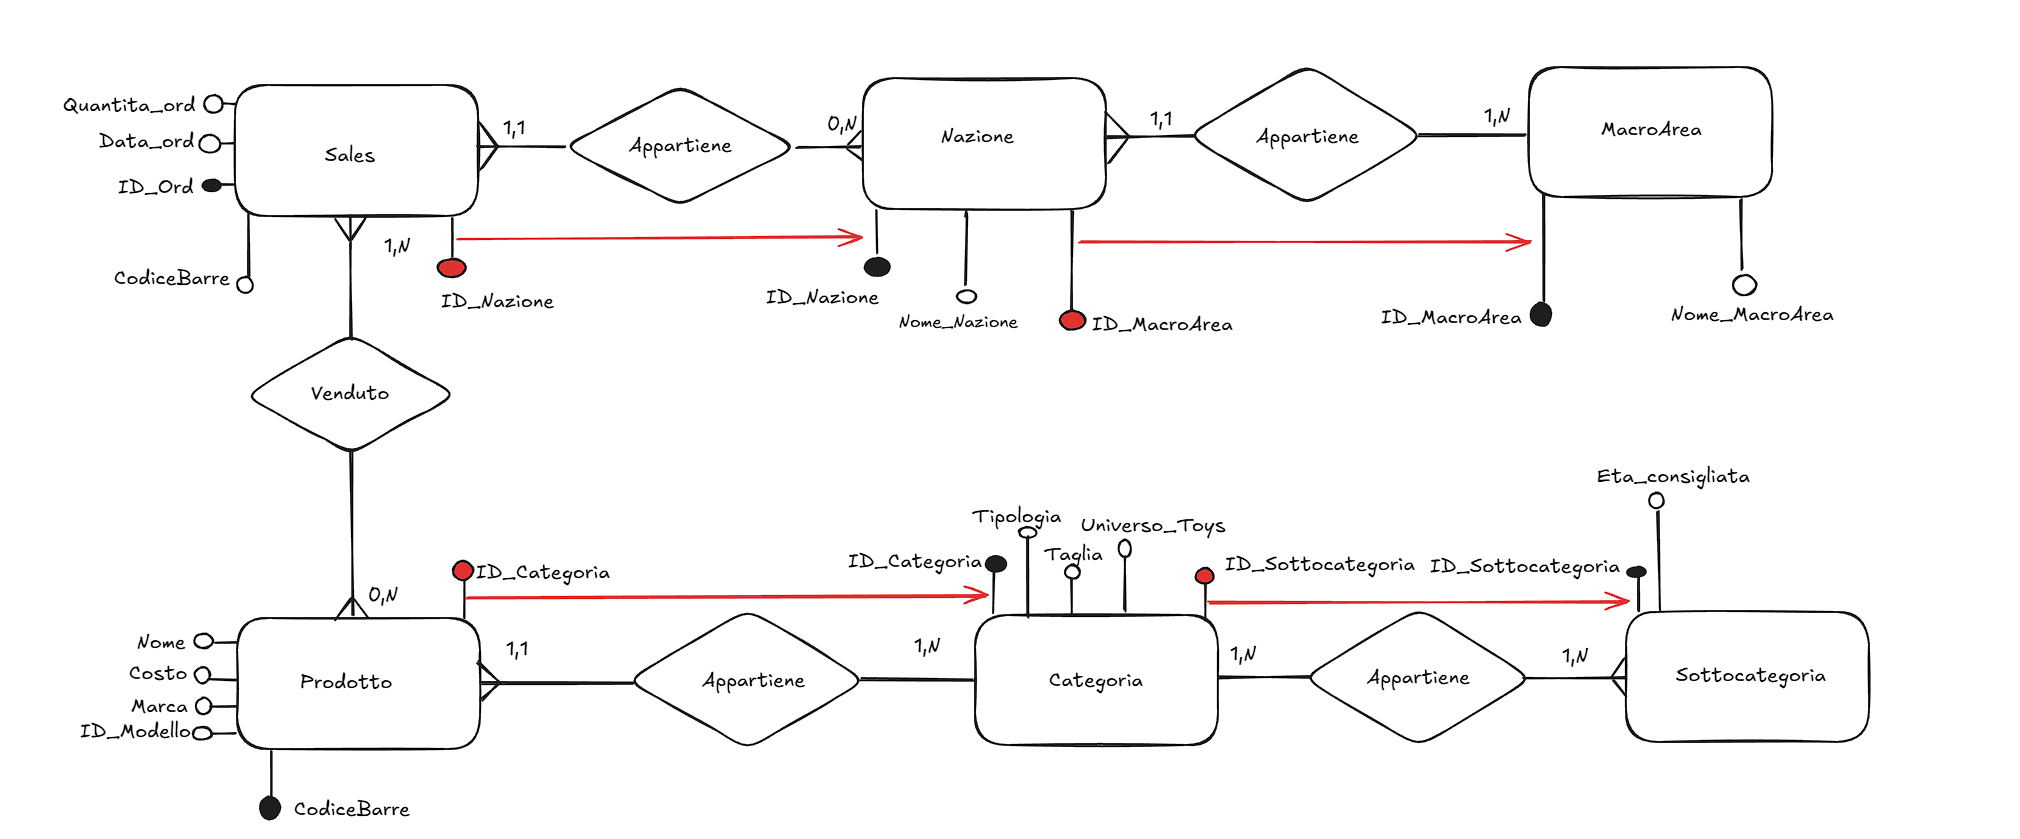 Quantita_ord
Data_ord
ID_Ord
CodiceBarre
Sales
1,1
Appartiene
0,N
Nazione
1,1
Appartiene
1,N
MacroArea
1,N
ID_Nazione
ID_Nazione
Nome_Nazione
ID_MacroArea
ID_MacroArea
Nome_MacroArea
Venduto
0,N
ID_Categoria
ID_Categoria
Tipologia
Taglia
Universo_Toys
ID_Sottocategoria
ID_Sottocategoria
Eta_consigliata
Nome
Costo
Marca
ID_Modello
Prodotto
1,1
Appartiene
1,N
Categoria
1,N
Appartiene
1,N
Sottocategoria
CodiceBarre